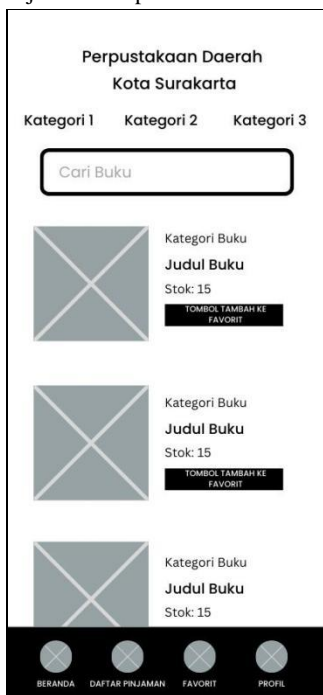 Perpustakaan Daerah
Kota Surakarta
Kategori 1 Kategori 2 Kategori 3
Cari Buku
Kategori Buku
Judul Buku
Stok: 15
TOMBOL TAMBAH KE
FAVORIT
Kategori Buku
Judul Buku
Stok: 15
TOMBOL TAMBAH KE
FAVORIT
Kategori Buku
Judul Buku
Stok: 15
BERANDA DAFTAR PINJAMAN FAVORIT PROFIL